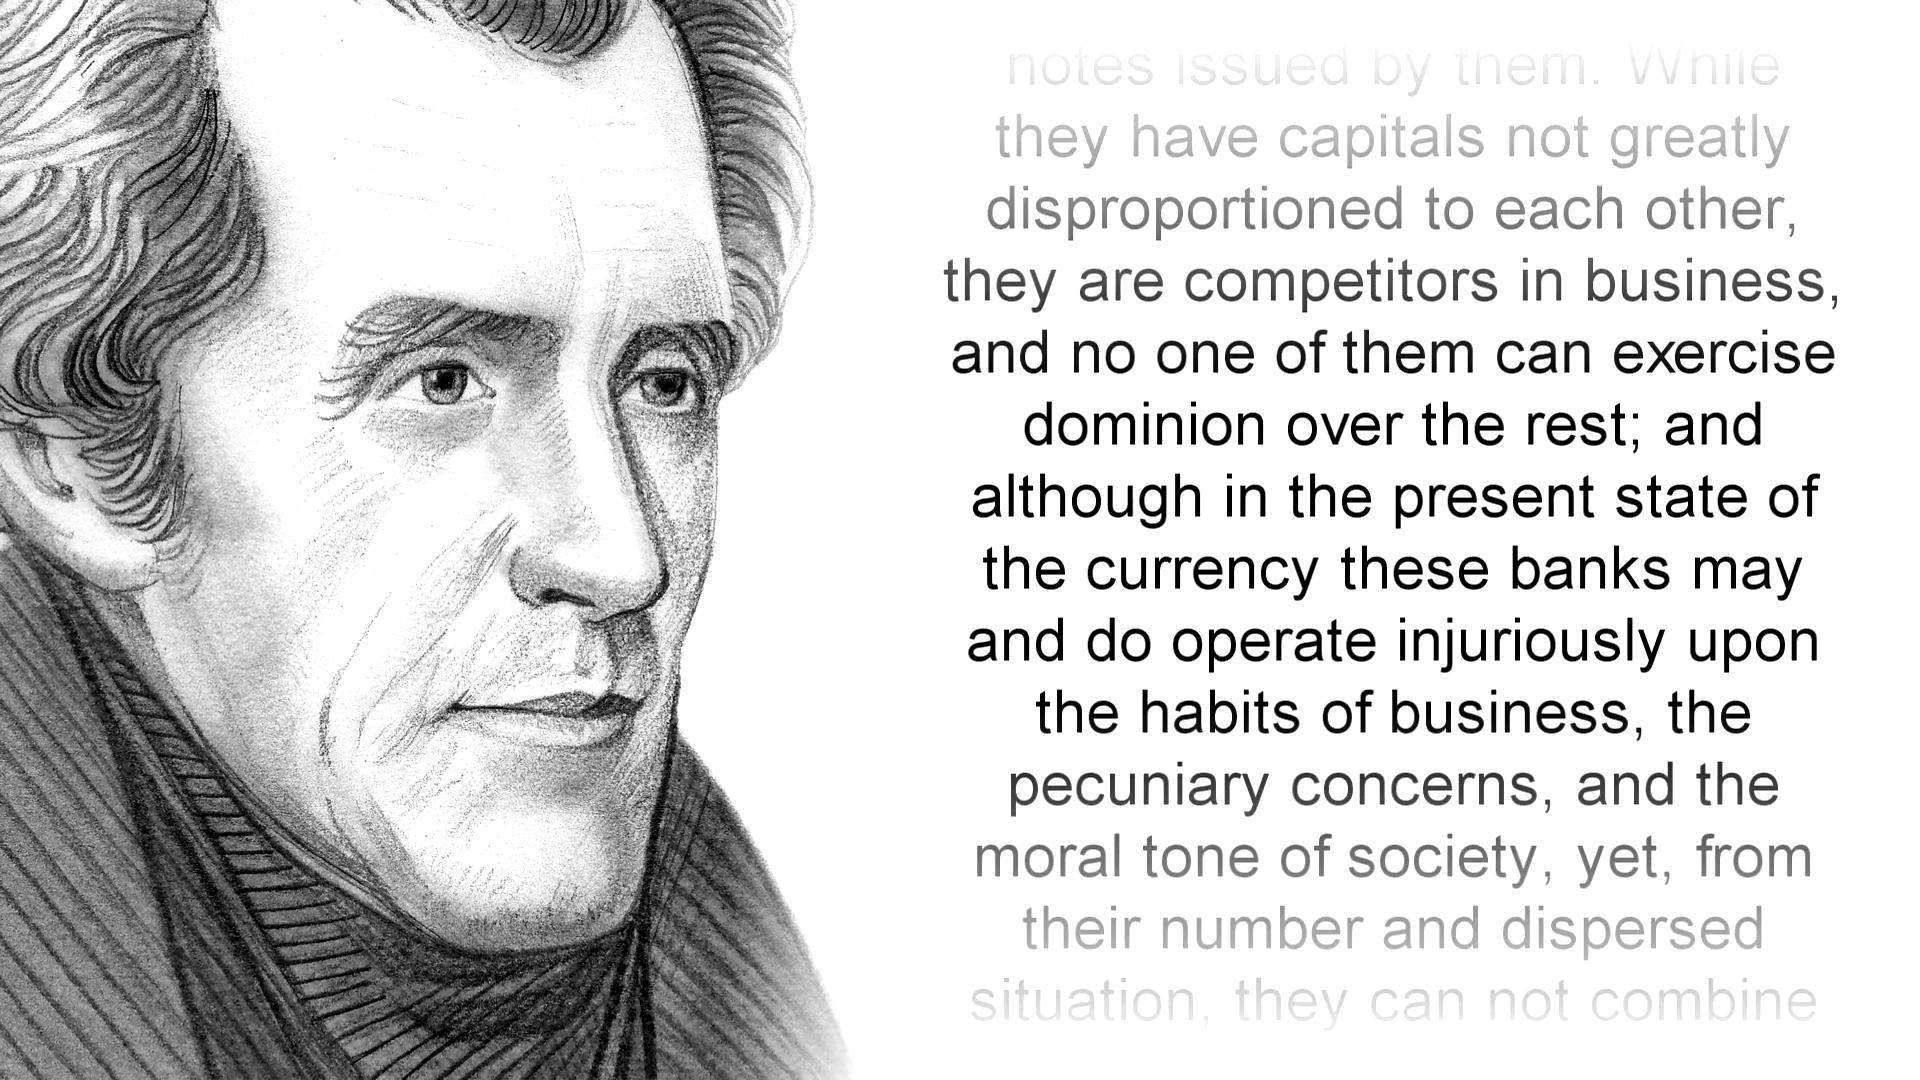 notes issued by them. While
they have capitals not greatly
disproportioned to each other,
they are competitors in business,
and no one of them can exercise
dominion over the rest; and
although in the present state of
the currency these banks may
and do operate injuriously upon
the habits of business, the
pecuniary concerns, and the
moral tone of society, yet, from
their number and dispersed
situation, they can not combine